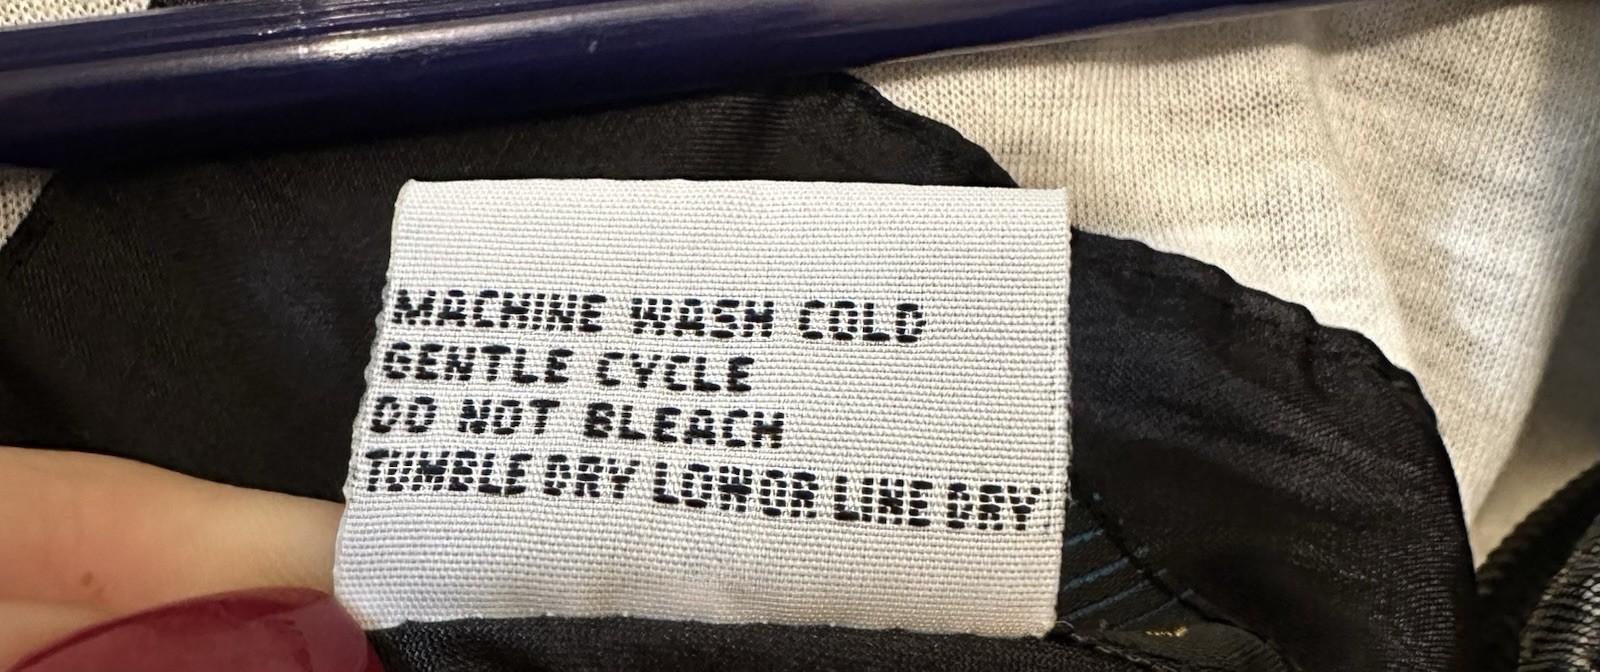 MACHINE WASH COLD
GENTLE CYCLE
DO NOT BLEACH
TUMBLE DRY LOW OR LINE DRY